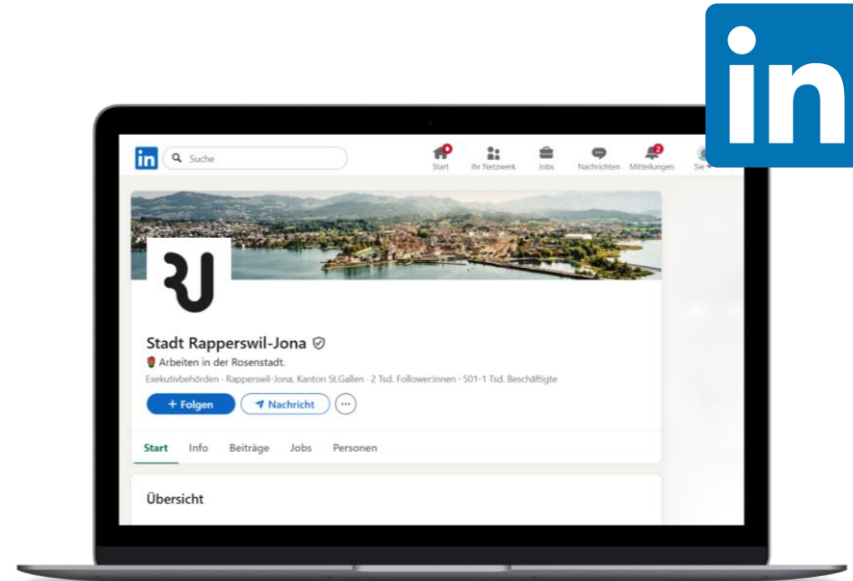 in
in Suche
Start Ihr Netzwerk Jobs Nachrichten Mitteilungen Sie
2
Stadt Rapperswil-Jona
Arbeiten in der Rosenstadt.
Exekutivbehörden · Rapperswil-Jona, Kanton St.Gallen · 2 Tsd. Follower:innen · 501-1 Tsd. Beschäftigte
+ Folgen Nachricht ···
Start Info Beiträge Jobs Personen
Übersicht